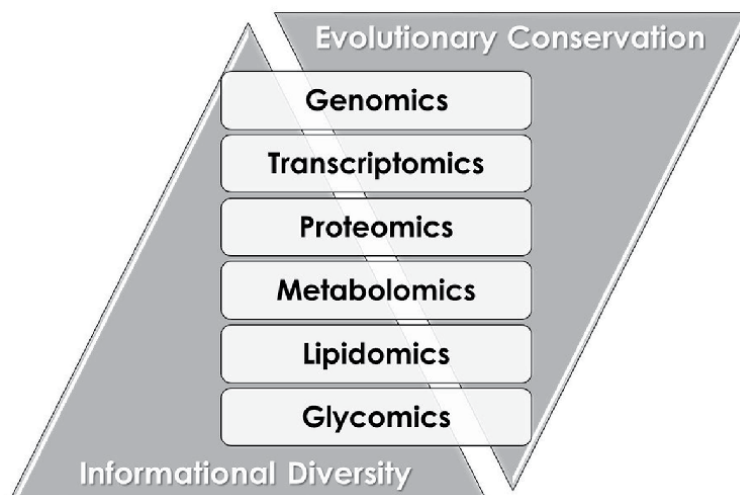 Evolutionary Conservation
Genomics
Transcriptomics
Proteomics
Metabolomics
Lipidomics
Glycomics
Informational Diversity